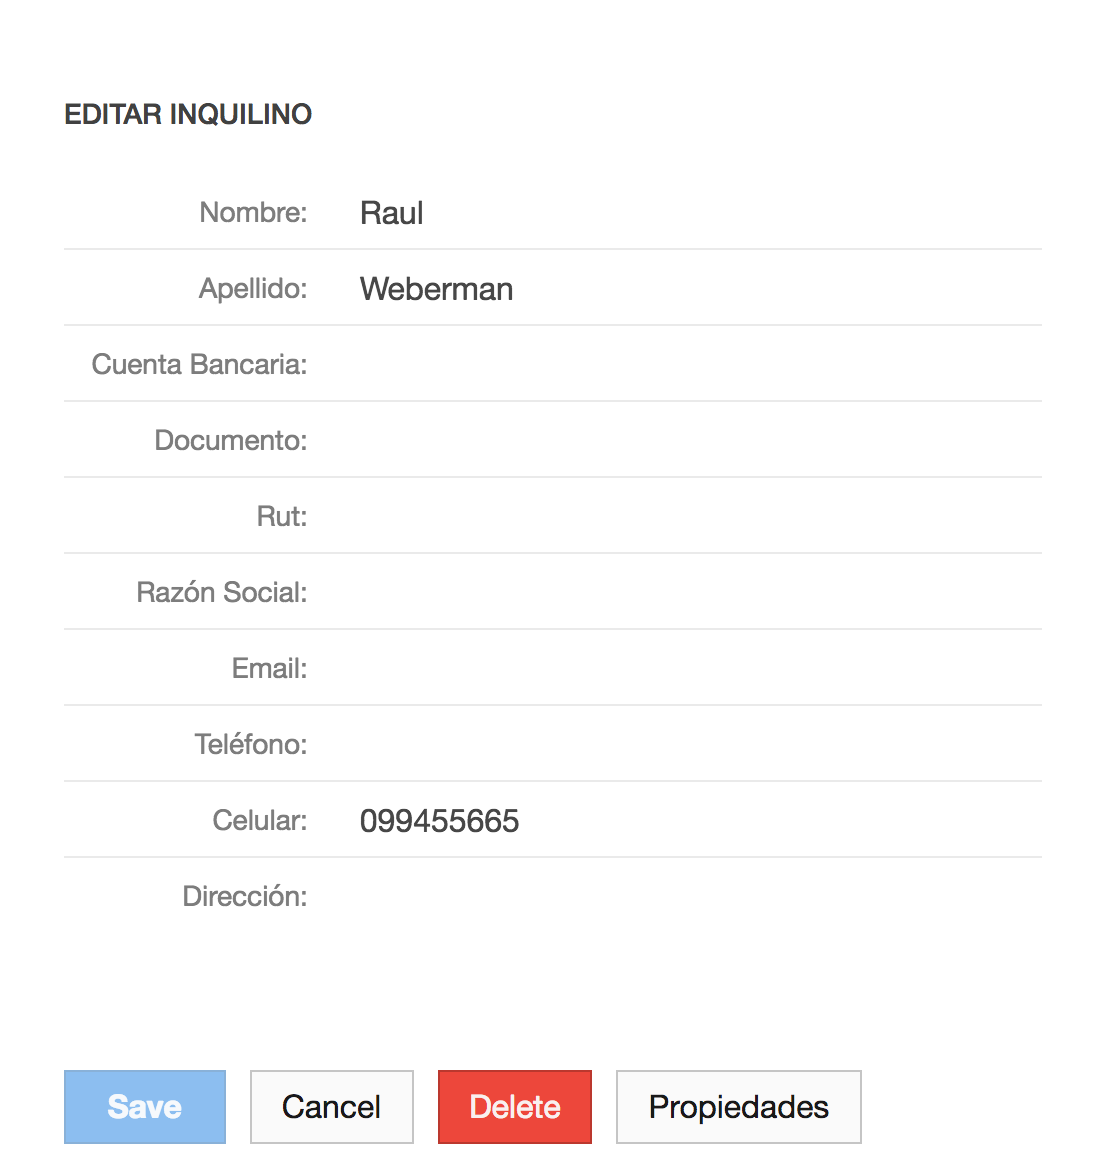 EDITAR INQUILINO
Nombre: Raul
Apellido: Weberman
Cuenta Bancaria:
Documento:
Rut:
Razón Social:
Email:
Teléfono:
Celular: 099455665
Dirección:
Save Cancel Delete Propiedades